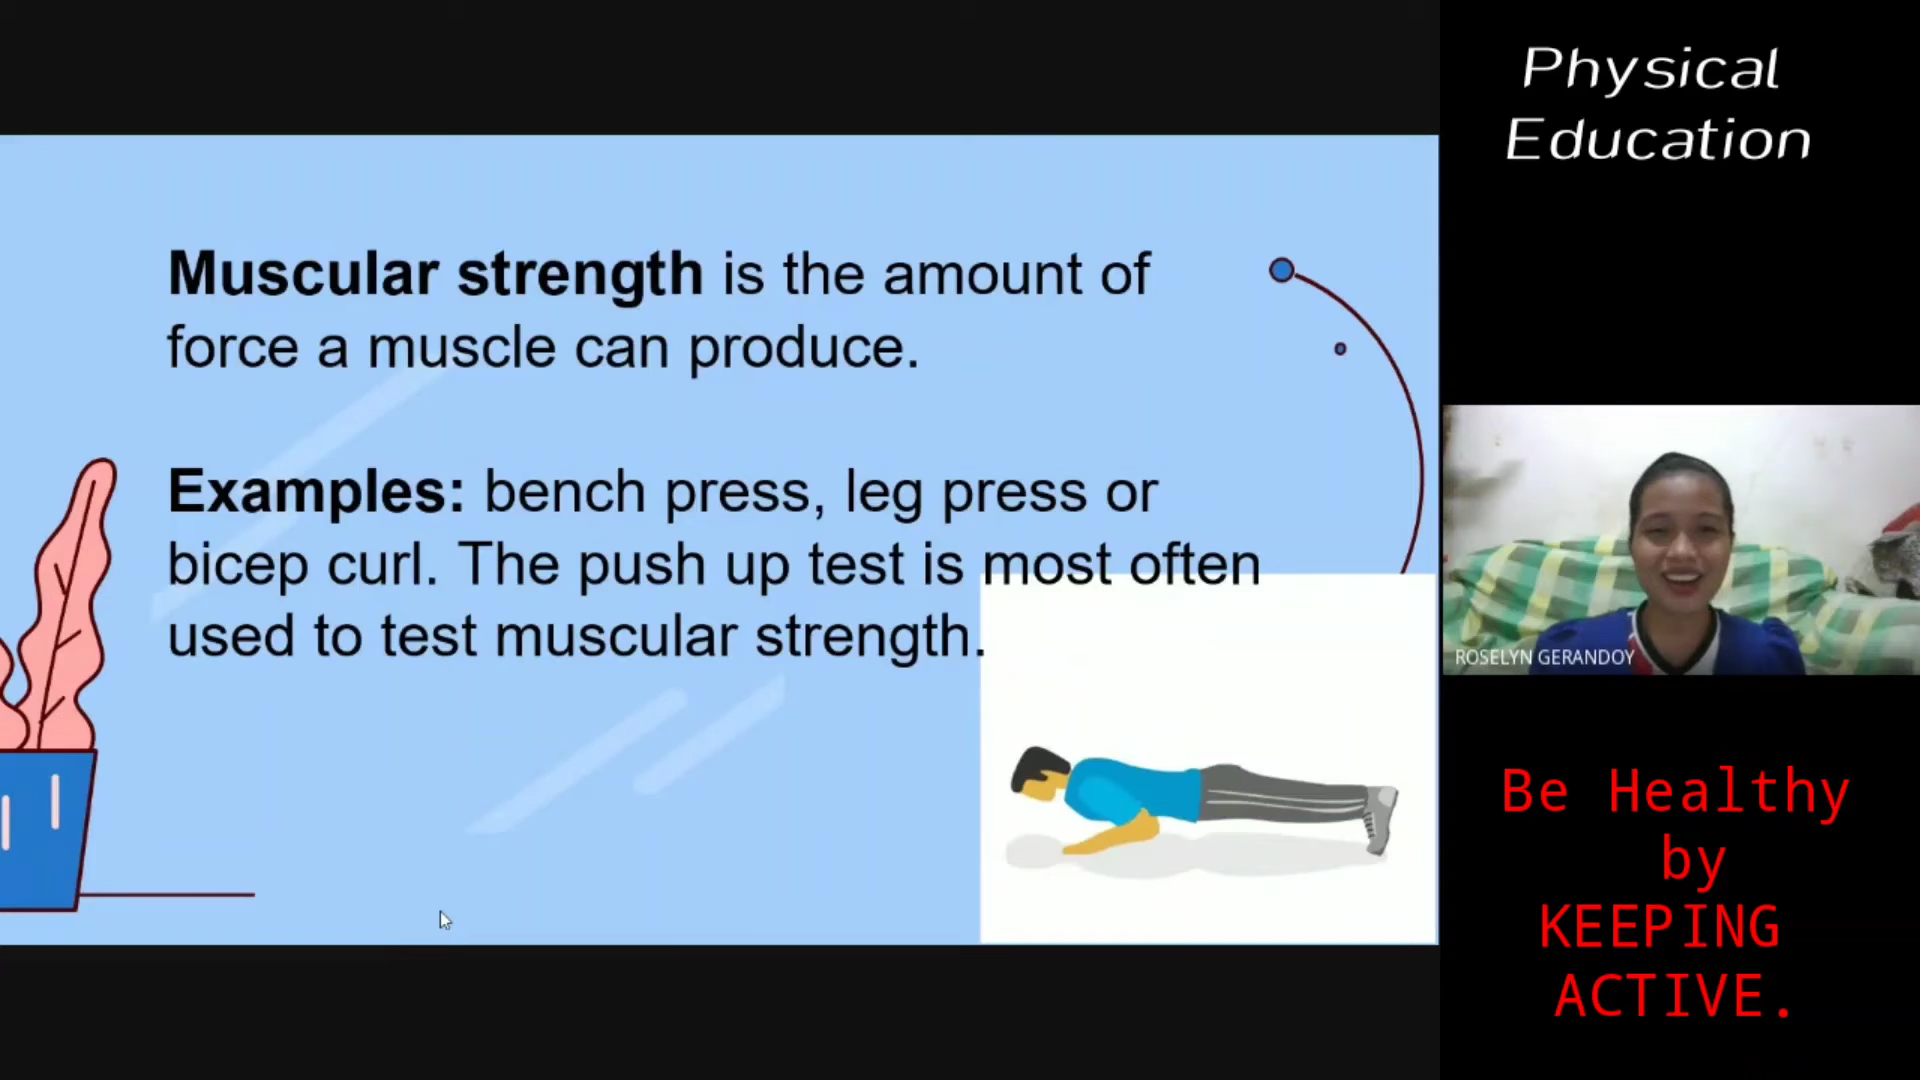 Muscular strength is the amount of
force a muscle can produce.
Examples: bench press, leg press or
bicep curl. The push up test is most often
used to test muscular strength.
Physical
Education
ROSELYN GERANDOY
Be Healthy
by
KEEPING
ACTIVE.